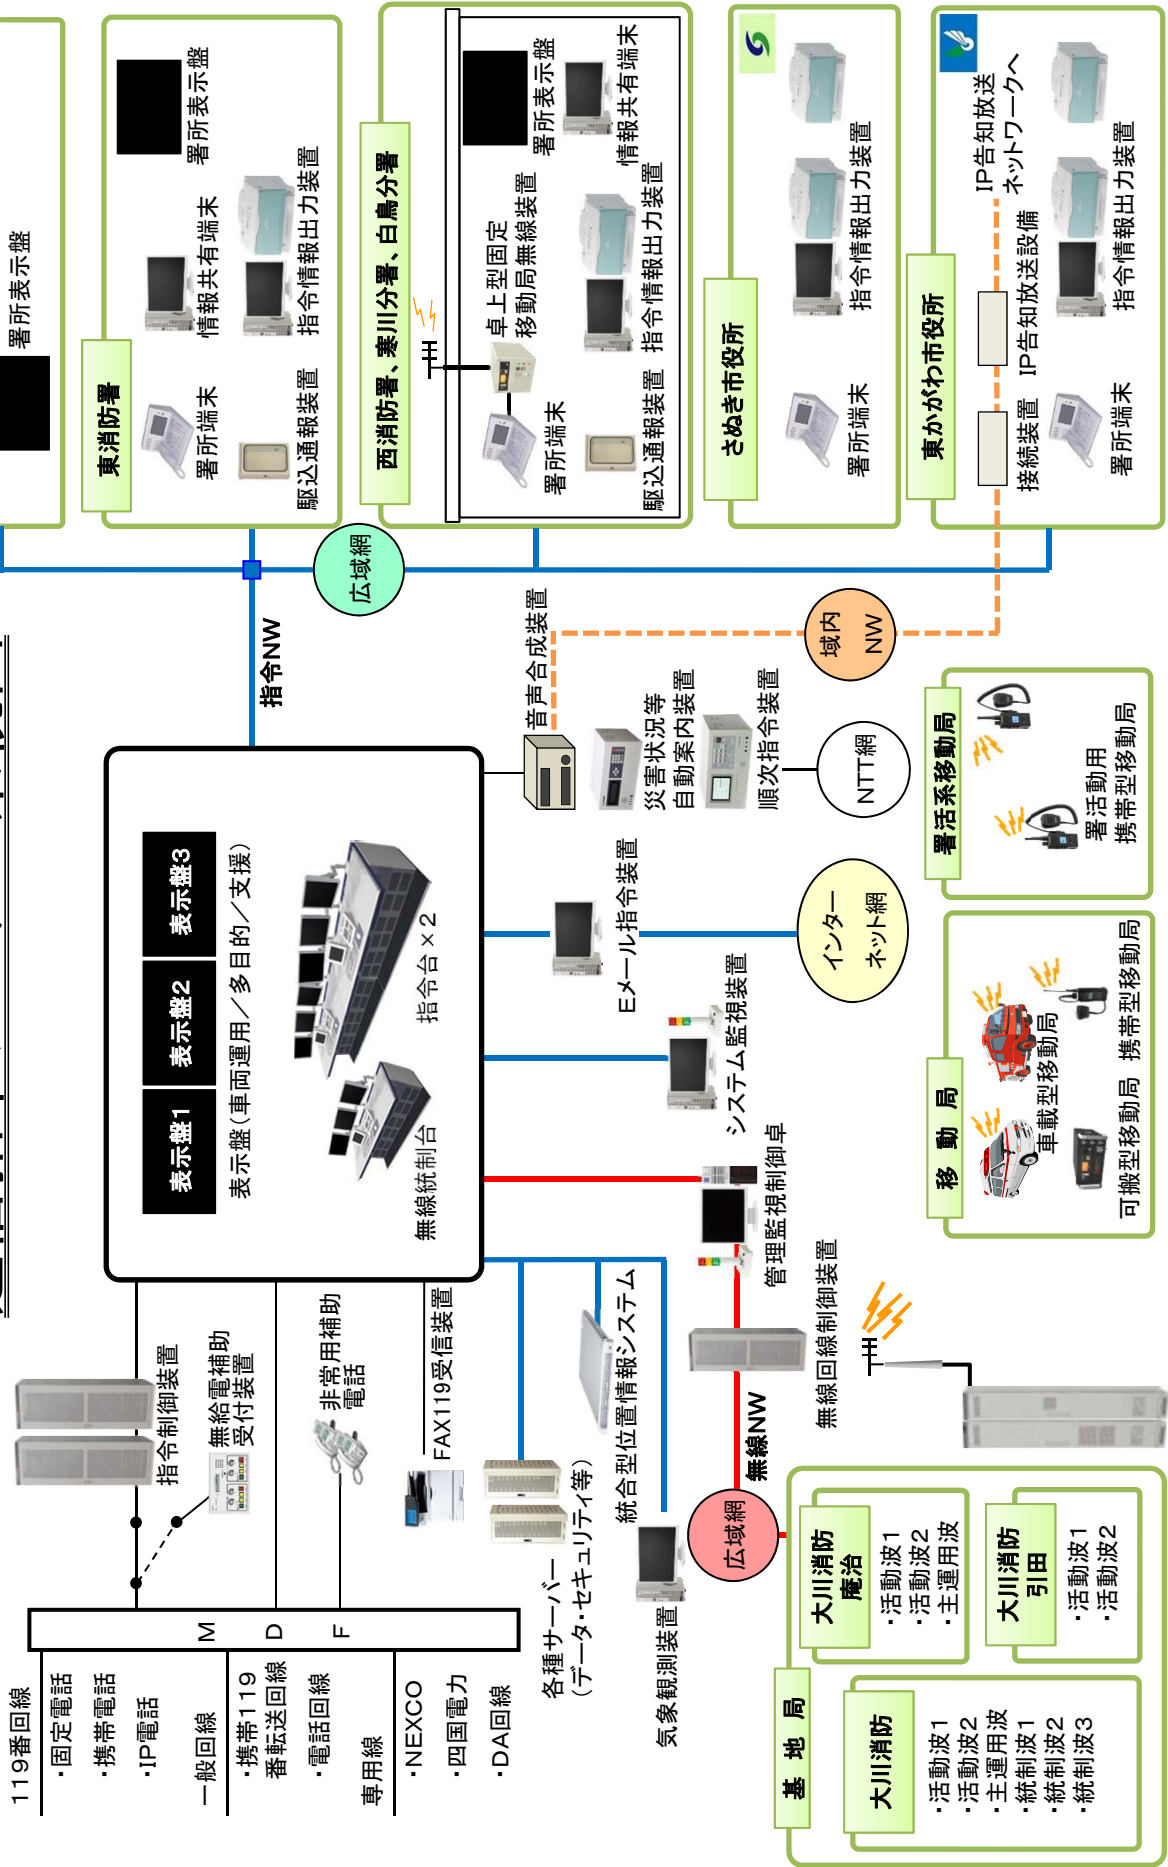 119番回線
・固定電話
・携帯電話
・IP電話
一般回線
・携帯119
番転送回線
・電話回線
専用線
・NEXCO
・四国電力
・DA回線
M
D
F
指令制御装置
無給電補助
受付装置
非常用補助
電話
FAX119受信装置
各種サーバー
（データ・セキュリティ等）
統合型位置情報システム
気象観測装置
表示盤1
表示盤2
表示盤3
表示盤（車両運用／多目的／支援）
無線統制台
指令台×2
指令NW
広域網
署所表示盤
東消防署
署所表示盤
情報共有端末
指令情報出力装置
署所端末
駆込通報装置
西消防署、寒川分署、白鳥分署
署所表示盤
情報共有端末
卓上型固定
移動局無線装置
指令情報出力装置
署所端末
駆込通報装置
さぬき市役所
指令情報出力装置
署所端末
東かがわ市役所
IP告知放送
ネットワークへ
指令情報出力装置
IP告知放送設備
接続装置
署所端末
音声合成装置
災害状況等
自動案内装置
順次指令装置
域内
NW
NTT網
Eメール指令装置
インター
ネット網
システム監視装置
管理監視制御卓
無線回線制御装置
無線NW
広域網
基 地 局
大川消防
・活動波1
・活動波2
・主運用波
・統制波1
・統制波2
・統制波3
大川消防
庵治
・活動波1
・活動波2
・主運用波
大川消防
引田
・活動波1
・活動波2
移 動 局
車載型移動局
可搬型移動局
携帯型移動局
署活系移動局
署活動用
携帯型移動局